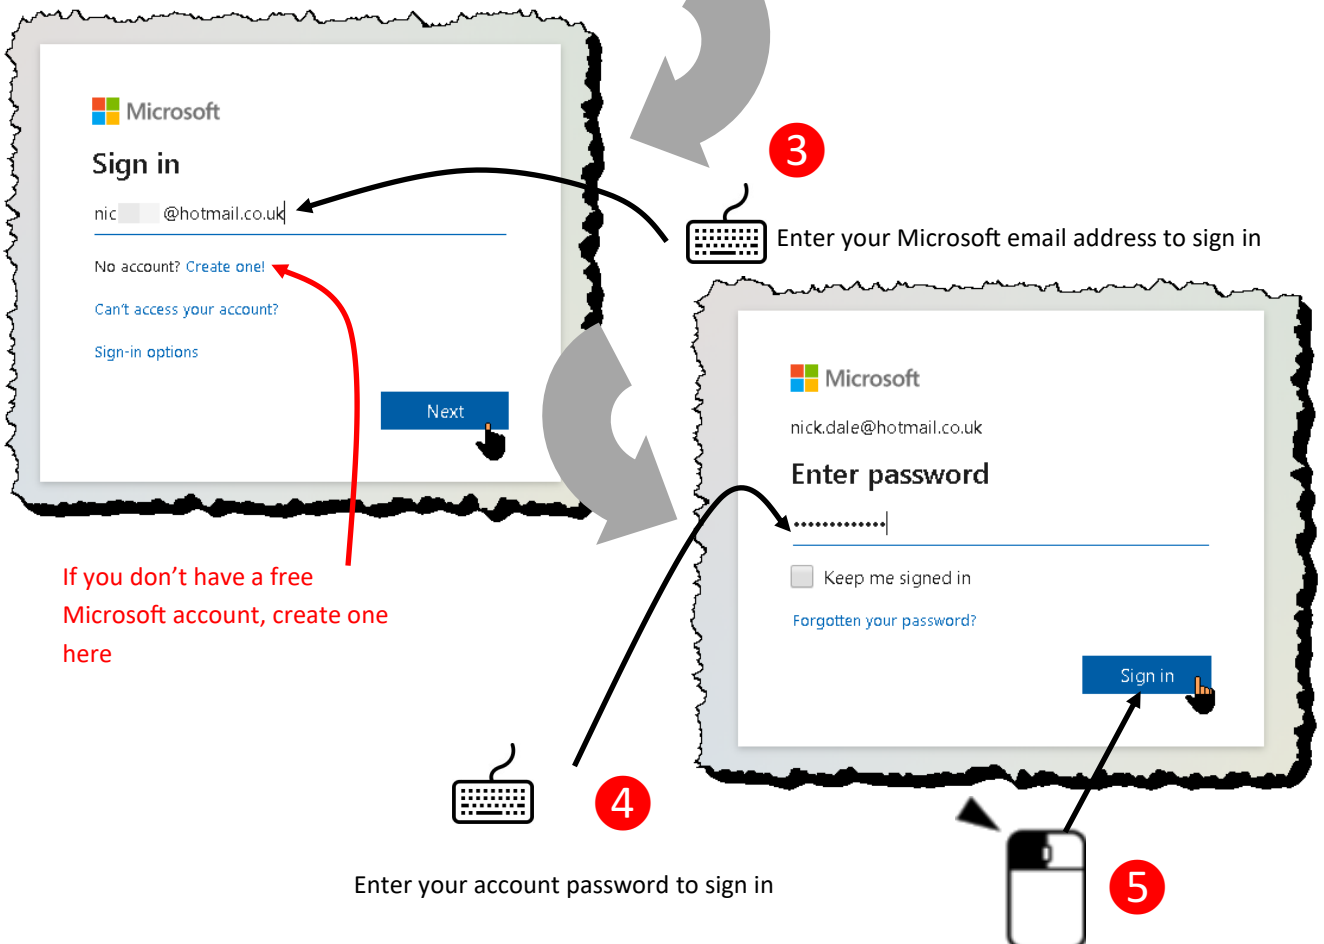 Microsoft
Sign in
nic @hotmail.co.uk
No account? Create one!
Can't access your account?
Sign-in options
Next
3
Enter your Microsoft email address to sign in
If you don't have a free
Microsoft account, create one
here
Microsoft
nick.dale@hotmail.co.uk
Enter password
•••••••••••••
Keep me signed in
Forgotten your password?
Sign in
4
Enter your account password to sign in
5